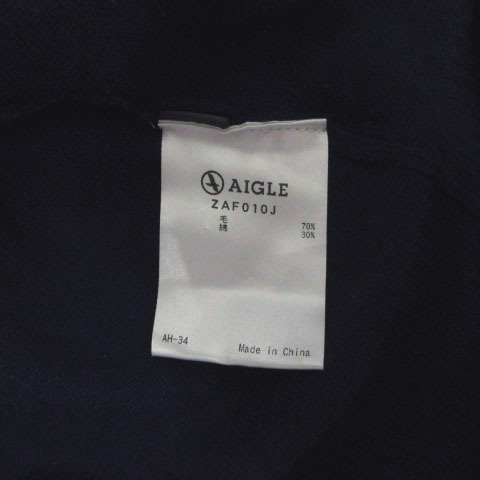 AIGLE
ZAF010J
毛 70%
綿 30%
AH-34 Made in China